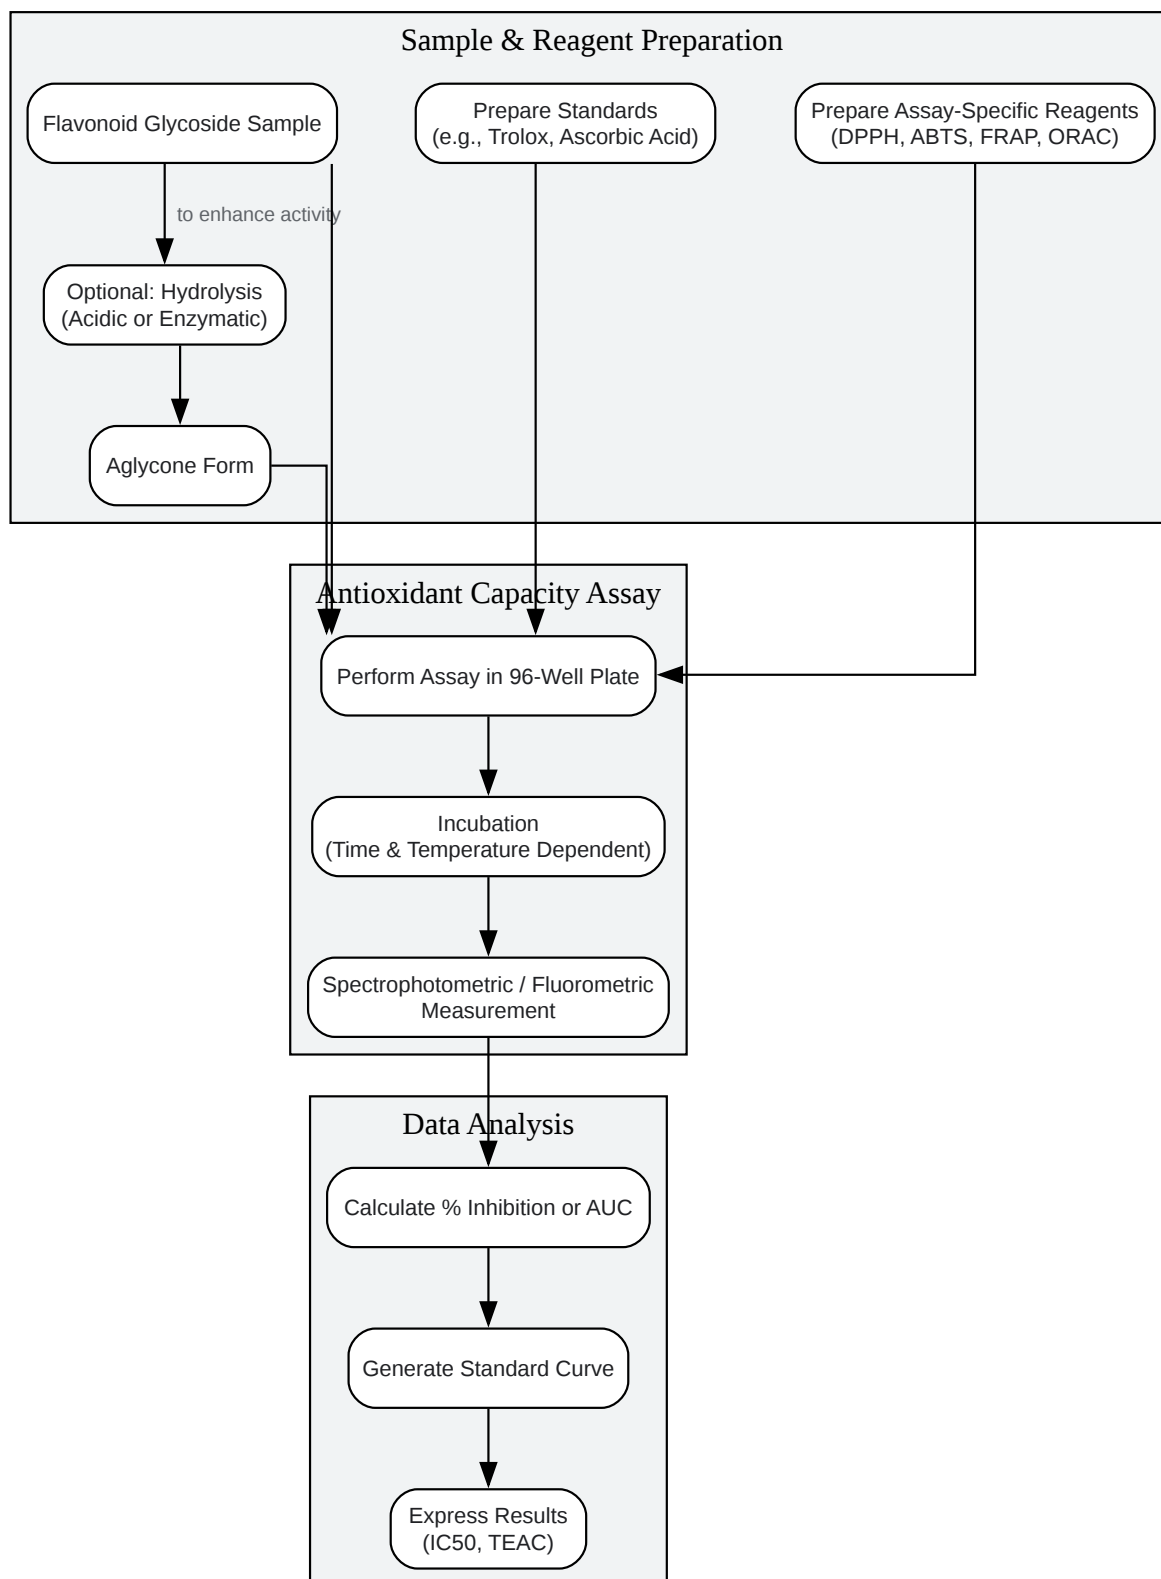 Sample & Reagent Preparation
Flavonoid Glycoside Sample
Prepare Standards
(e.g., Trolox, Ascorbic Acid)
Prepare Assay-Specific Reagents
(DPPH, ABTS, FRAP, ORAC)
to enhance activity
Optional: Hydrolysis
(Acidic or Enzymatic)
Aglycone Form
Antioxidant Capacity Assay
Perform Assay in 96-Well Plate
Incubation
(Time & Temperature Dependent)
Spectrophotometric / Fluorometric
Measurement
Data Analysis
Calculate % Inhibition or AUC
Generate Standard Curve
Express Results
(IC50, TEAC)